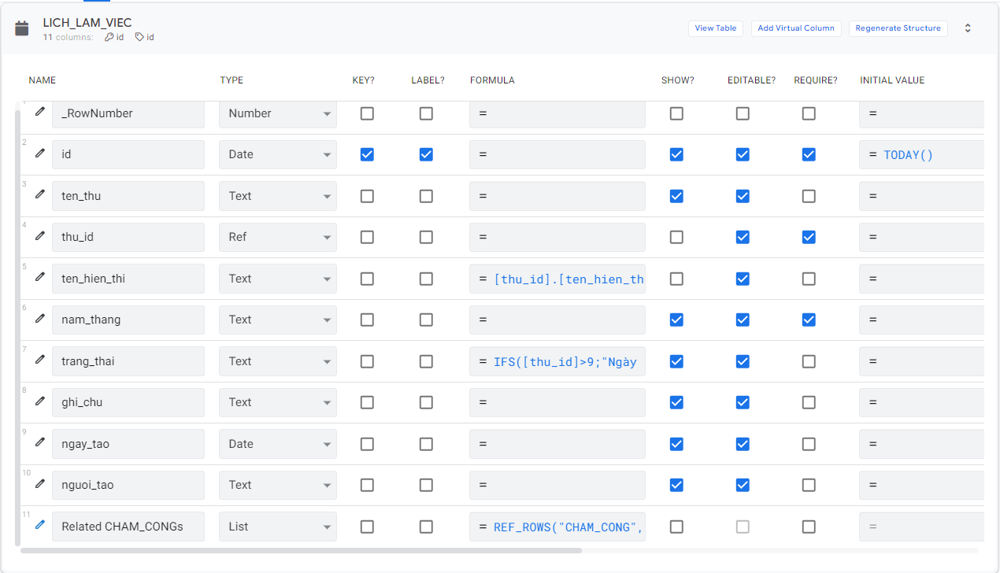 LICH_LAM_VIEC
11 columns: id id
View Table Add Virtual Column Regenerate Structure
NAME TYPE KEY? LABEL? FORMULA SHOW? EDITABLE? REQUIRE? INITIAL VALUE
_RowNumber Number = =
2 id Date = = TODAY()
3 ten_thu Text = =
4 thu_id Ref = =
5 ten_hien_thi Text = [thu_id].[ten_hien_th =
6 nam_thang Text = =
7 trang_thai Text = IFS([thu_id]>9;"Ngày =
8 ghi_chu Text = =
9 ngay_tao Date = =
10 nguoi_tao Text = =
11 Related CHAM_CONGs List = REF_ROWS("CHAM_CONG", =